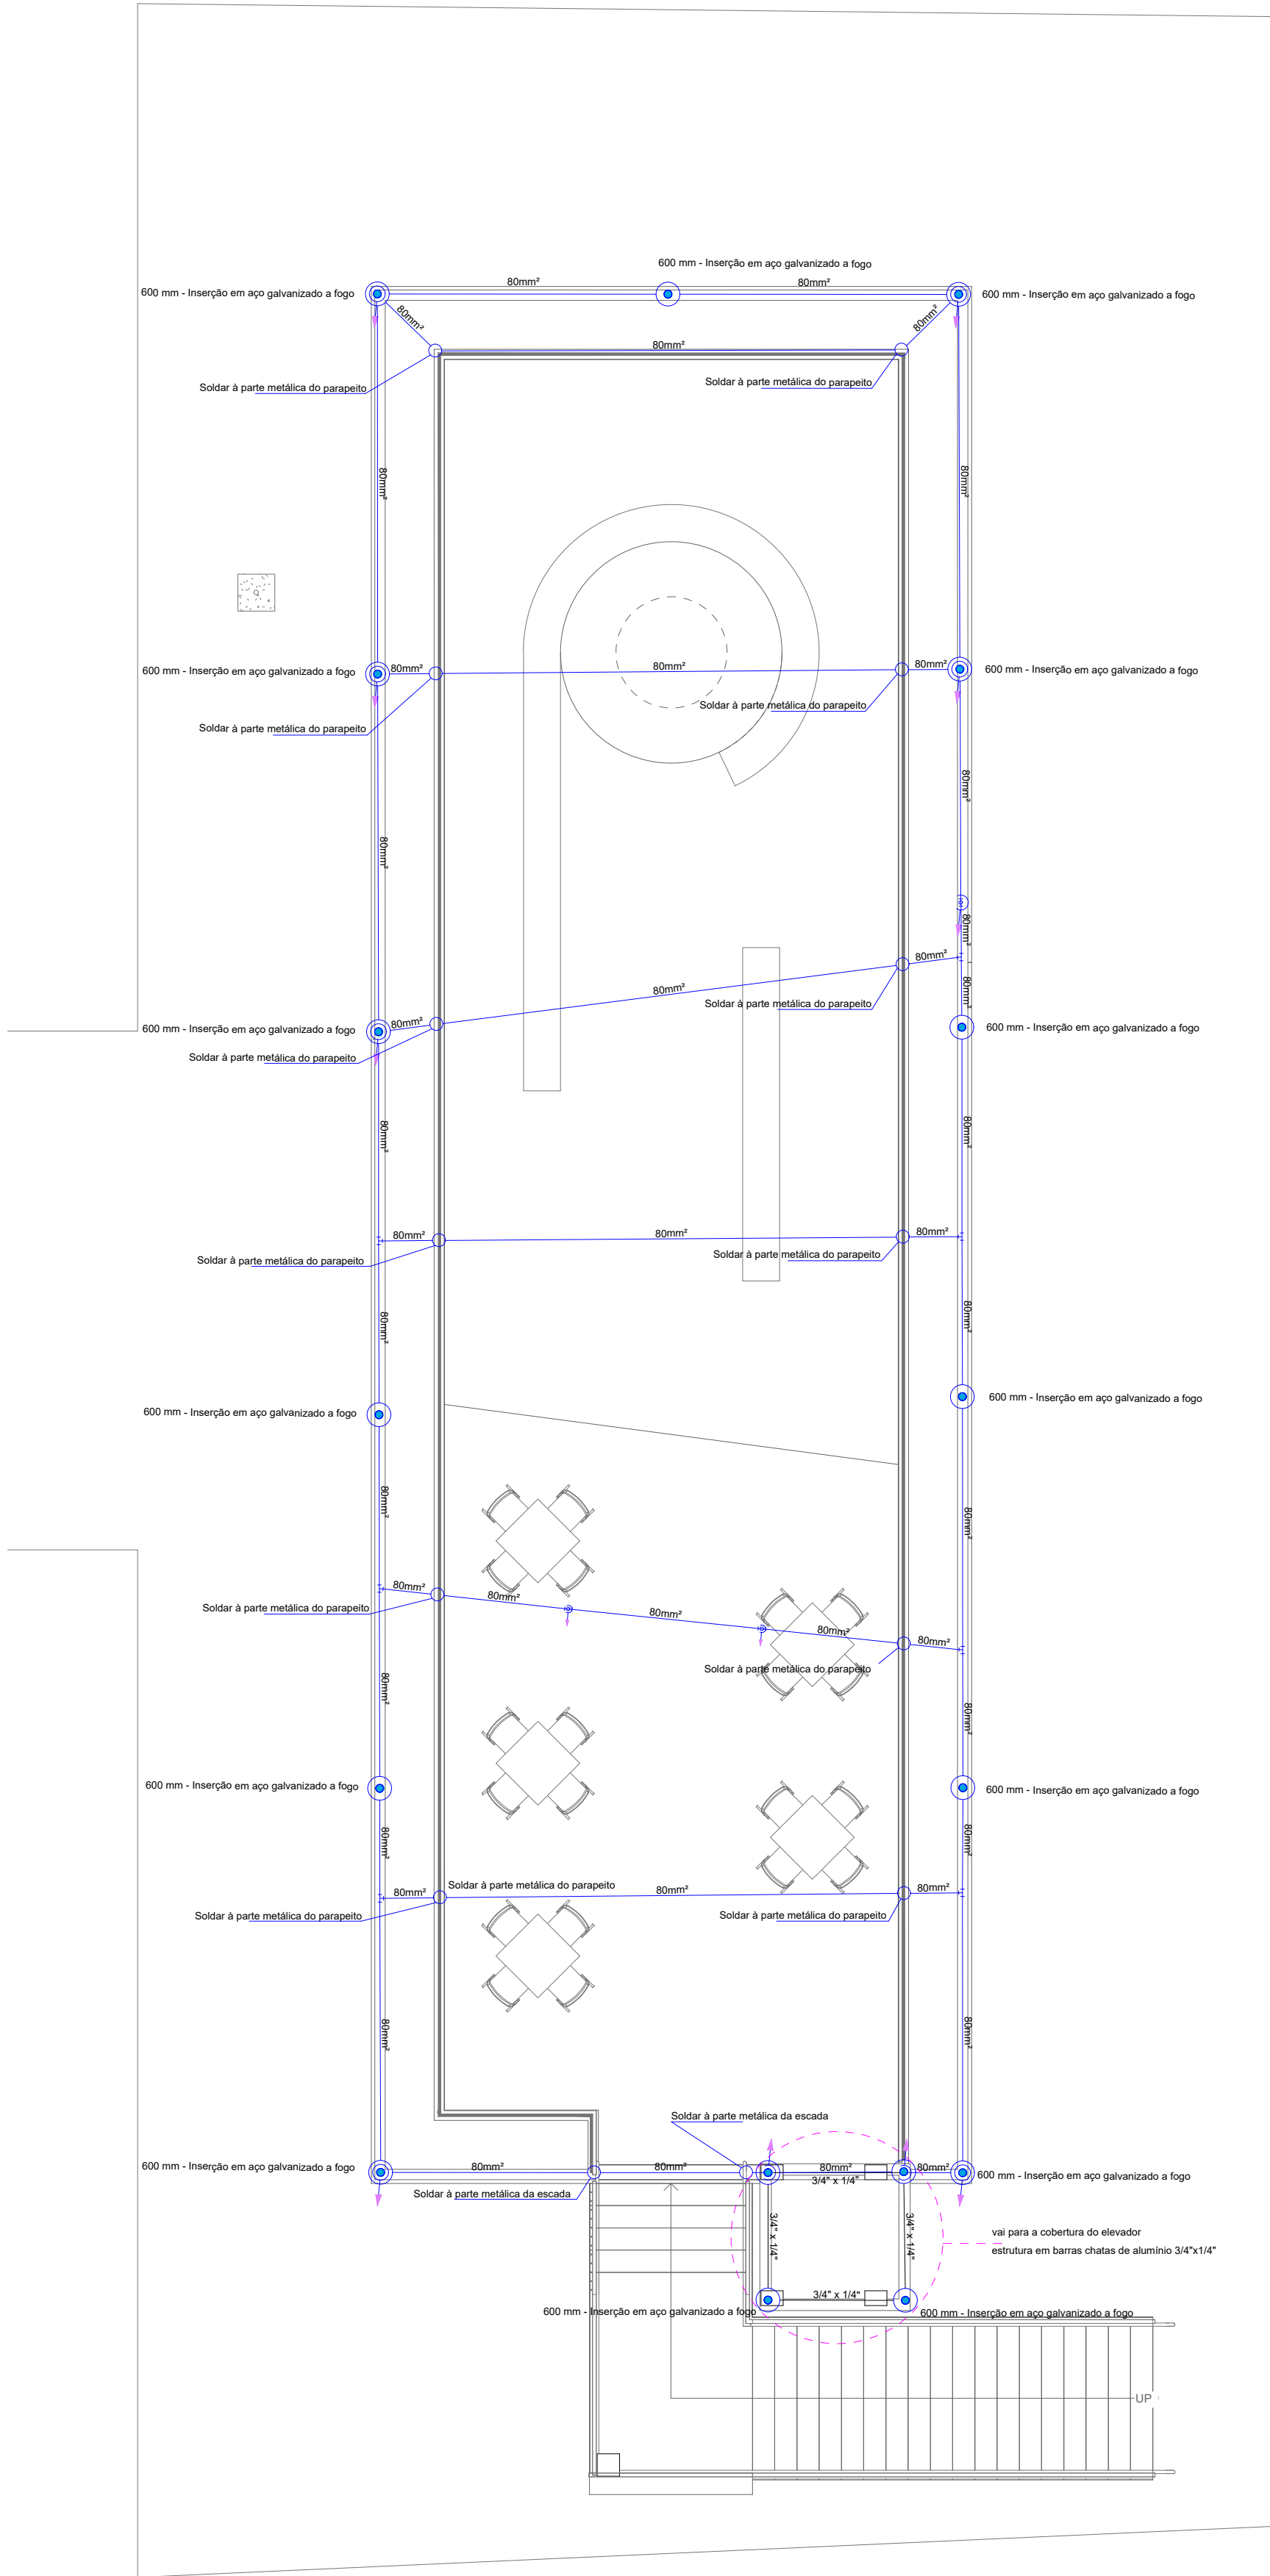 600 mm - Inserção em aço galvanizado a fogo
80mm²
80mm²
600 mm - Inserção em aço galvanizado a fogo
600 mm - Inserção em aço galvanizado a fogo
80mm²
80mm²
80mm²
Soldar à parte metálica do parapeito
Soldar à parte metálica do parapeito
80mm²
80mm²
600 mm - Inserção em aço galvanizado a fogo
80mm²
80mm²
80mm²
600 mm - Inserção em aço galvanizado a fogo
Soldar à parte metálica do parapeito
Soldar à parte metálica do parapeito
80mm²
80mm²
80mm²
80mm²
80mm²
Soldar à parte metálica do parapeito
80mm²
600 mm - Inserção em aço galvanizado a fogo
80mm²
600 mm - Inserção em aço galvanizado a fogo
Soldar à parte metálica do parapeito
80mm²
80mm²
80mm²
80mm²
80mm²
Soldar à parte metálica do parapeito
Soldar à parte metálica do parapeito
80mm²
80mm²
600 mm - Inserção em aço galvanizado a fogo
600 mm - Inserção em aço galvanizado a fogo
80mm²
80mm²
80mm²
80mm²
80mm²
80mm²
80mm²
Soldar à parte metálica do parapeito
Soldar à parte metálica do parapeito
80mm²
80mm²
600 mm - Inserção em aço galvanizado a fogo
600 mm - Inserção em aço galvanizado a fogo
80mm²
80mm²
Soldar à parte metálica do parapeito
80mm²
80mm²
80mm²
Soldar à parte metálica do parapeito
Soldar à parte metálica do parapeito
80mm²
80mm²
Soldar à parte metálica da escada
600 mm - Inserção em aço galvanizado a fogo
80mm²
80mm²
80mm²
80mm²
600 mm - Inserção em aço galvanizado a fogo
3/4" x 1/4"
Soldar à parte metálica da escada
3/4" x 1/4"
3/4" x 1/4"
vai para a cobertura do elevador
estrutura em barras chatas de alumínio 3/4"x1/4"
3/4" x 1/4"
600 mm - Inserção em aço galvanizado a fogo
600 mm - Inserção em aço galvanizado a fogo
UP